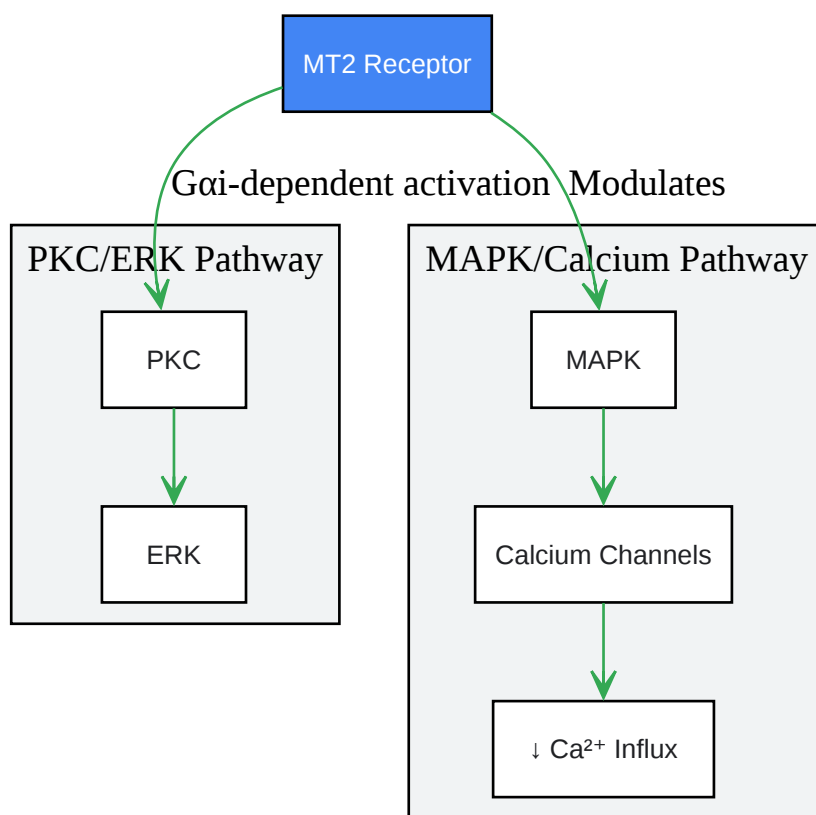 MT2 Receptor
Gαi-dependent activation
Modulates
PKC/ERK Pathway
MAPK/Calcium Pathway
PKC
MAPK
ERK
Calcium Channels
↓ Ca²⁺ Influx